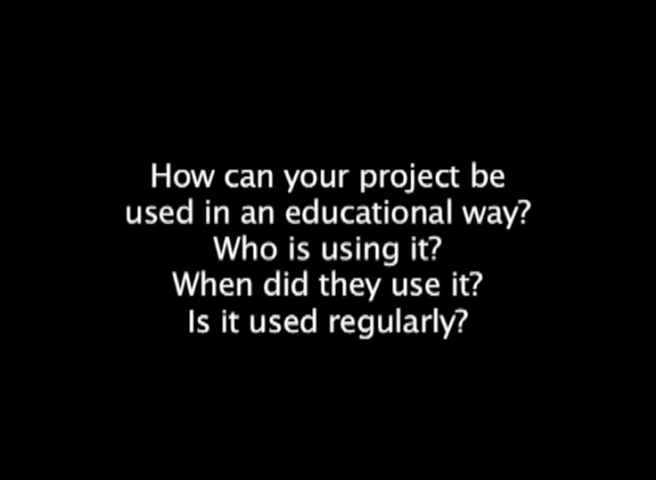 How can your project be
used in an educational way?
Who is using it?
When did they use it?
Is it used regularly?